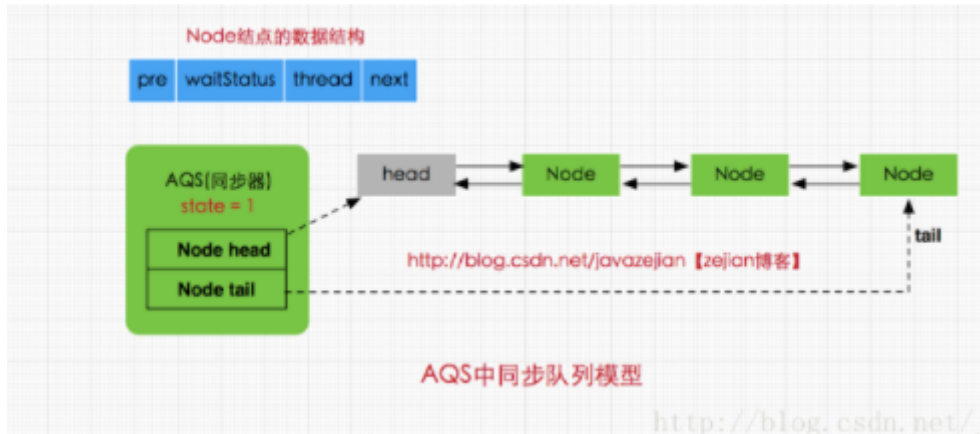 Node结点的数据结构
pre waitStatus thread next
AQS(同步器)
state = 1
Node head
Node tail
head Node Node Node
tail
http://blog.csdn.net/javazejian【zejian博客】
AQS中同步队列模型
http://blog.csdn.net/